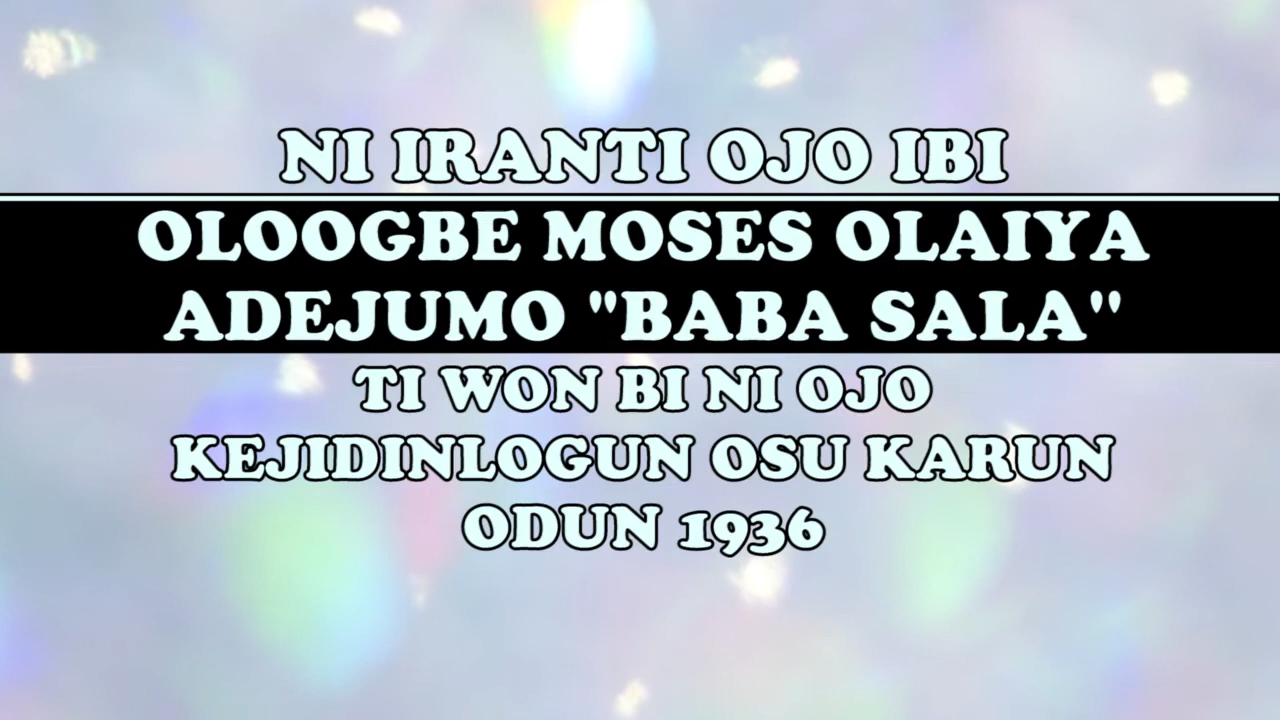 NI IRANTI OJO IBI
OLOOGBE MOSES OLAIYA
ADEJUMO "BABA SALA"
TI WON BI NI OJO
KEJIDINLOGUN OSU KARUN
ODUN 1936